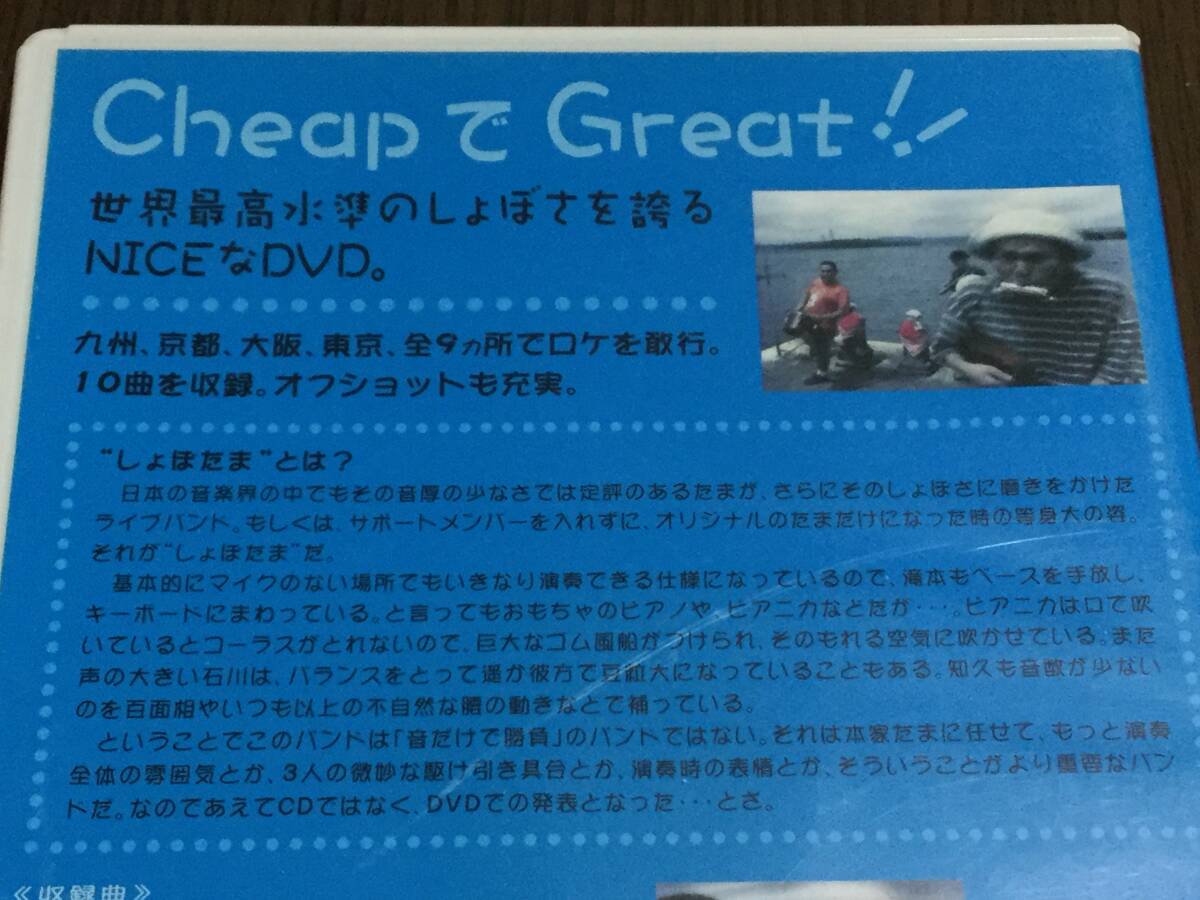 CheapでGreat!!
世界最高水準のしょぼさを誇る
NICEなDVD。
九州、京都、大阪、東京、全9ヵ所でロケを敢行。
10曲を収録。オフショットも充実。
“しょぼたま”とは？
日本の音楽界の中でもその音厚の少なさでは定評のあるたまが、さらにそのしょぼさに磨きをかけた
ライブバンド。もしくは、サポートメンバーを入れずに、オリジナルのたまだけになった時の等身大の姿。
それが“しょぼたま”だ。
基本的にマイクのない場所でもいきなり演奏できる仕様になっているので、滝本もベースを手放し、
キーボードにまわっている。と言ってもおもちゃのピアノや、ピアニカなどだが・・・。ピアニカは口で吹
いているとコーラスがとれないので、巨大なゴム風船がつけられ、そのもれる空気に吹かせている。また
声の大きい石川は、バランスをとって遥か彼方で豆粒大になっていることもある。知久も音数が少ない
のを百面相やいつも以上の不自然な腰の動きなどで補っている。
ということでこのバンドは「音だけで勝負」のバンドではない。それは本家たまに任せて、もっと演奏
全体の雰囲気とか、3人の微妙な駆け引き具合とか、演奏時の表情とか、そういうことがより重要なバン
ドだ。なのであえてCDではなく、DVDでの発表となった・・・とさ。
≪収録曲≫